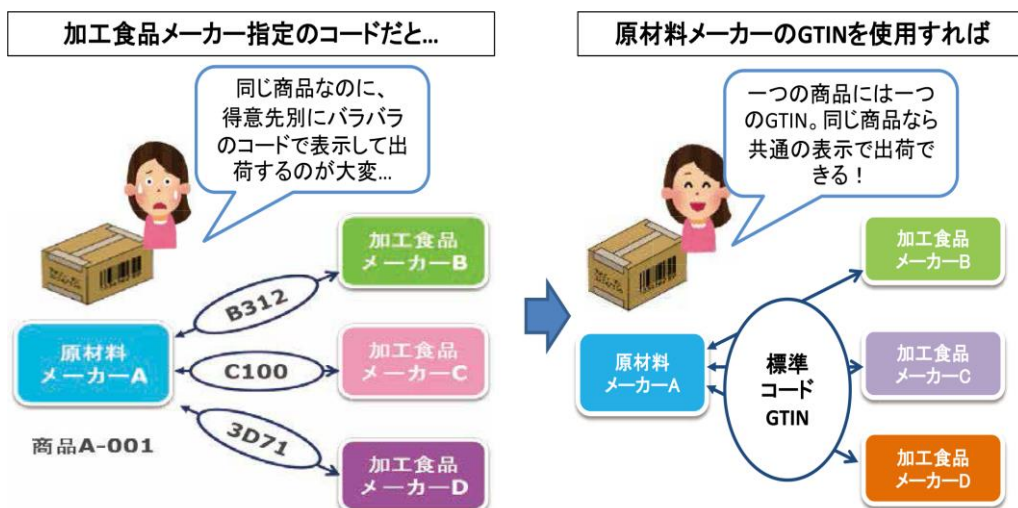 加工食品メーカー指定のコードだと…
同じ商品なのに、
得意先別にバラバラ
のコードで表示して出
荷するのが大変…
加工食品
メーカーB
B312
原材料
メーカーA
C100
加工食品
メーカーC
3D71
商品A-001
加工食品
メーカーD
原材料メーカーのGTINを使用すれば
一つの商品には一つ
のGTIN。同じ商品なら
共通の表示で出荷で
きる！
加工食品
メーカーB
原材料
メーカーA
標準
コード
GTIN
加工食品
メーカーC
加工食品
メーカーD